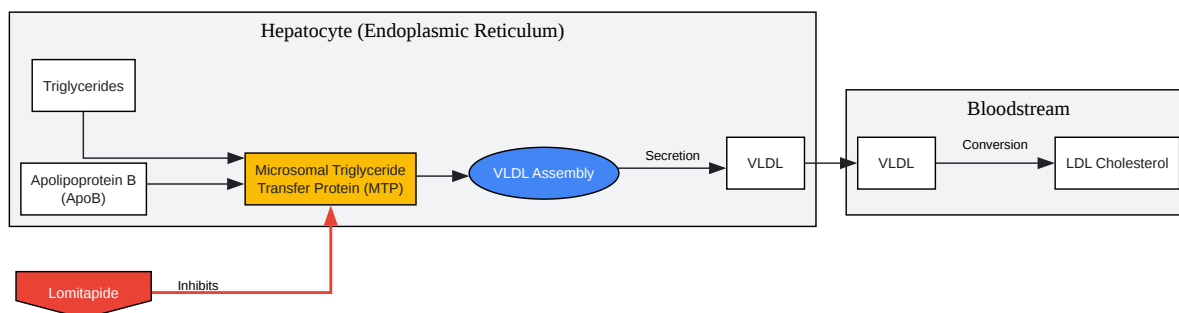 Hepatocyte (Endoplasmic Reticulum)
Triglycerides
Apolipoprotein B
(ApoB)
Microsomal Triglyceride
Transfer Protein (MTP)
VLDL Assembly
Secretion
VLDL
Bloodstream
VLDL
Conversion
LDL Cholesterol
Lomitapide
Inhibits